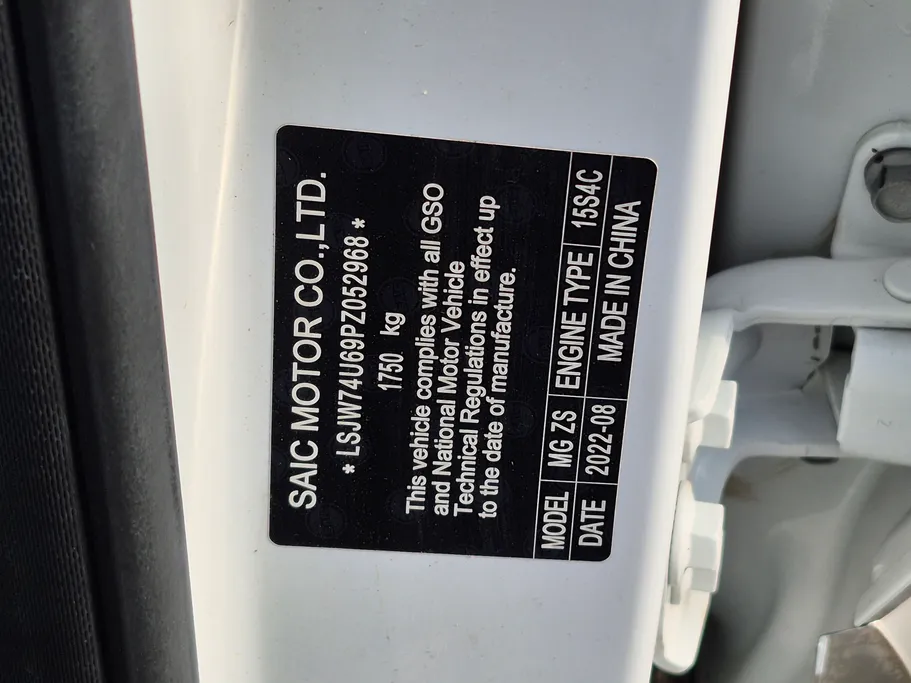 SAIC MOTOR CO.,LTD.
* LSJW74U69PZ052968 *
1750 kg
This vehicle complies with all GSO
and National Motor Vehicle
Technical Regulations in effect up
to the date of manufacture.
MODEL MG ZS ENGINE TYPE 15S4C
DATE 2022-08 MADE IN CHINA